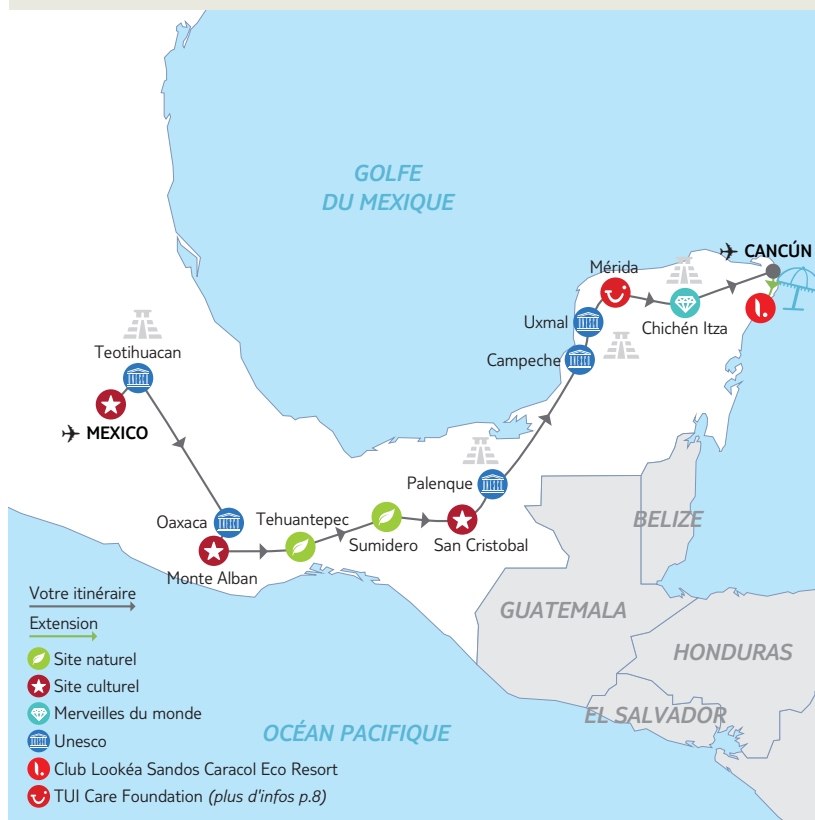 GOLFE
DU MEXIQUE
CANCÚN
Mérida
Uxmal
Chichén Itza
Campeche
Teotihuacan
MEXICO
Palenque
Oaxaca
Tehuantepec
BELIZE
Sumidero
San Cristobal
Monte Alban
Votre itinéraire
GUATEMALA
Extension
HONDURAS
Site naturel
Site culturel
Merveilles du monde
EL SALVADOR
OCÉAN PACIFIQUE
Unesco
Club Lookéa Sandos Caracol Eco Resort
TUI Care Foundation (plus d'infos p.8)